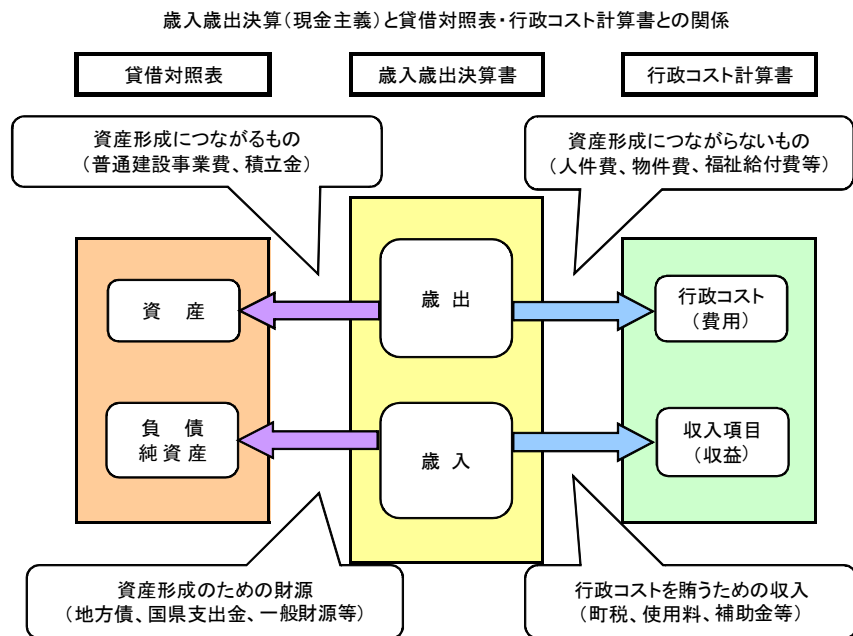 歳入歳出決算(現金主義)と貸借対照表・行政コスト計算書との関係
貸借対照表
歳入歳出決算書
行政コスト計算書
資産形成につながるもの
(普通建設事業費、積立金)
資産形成につながらないもの
(人件費、物件費、福祉給付費等)
資 産
歳 出
行政コスト
(費用)
負 債
純 資 産
歳 入
収入項目
(収益)
資産形成のための財源
(地方債、国県支出金、一般財源等)
行政コストを賄うための収入
(町税、使用料、補助金等)